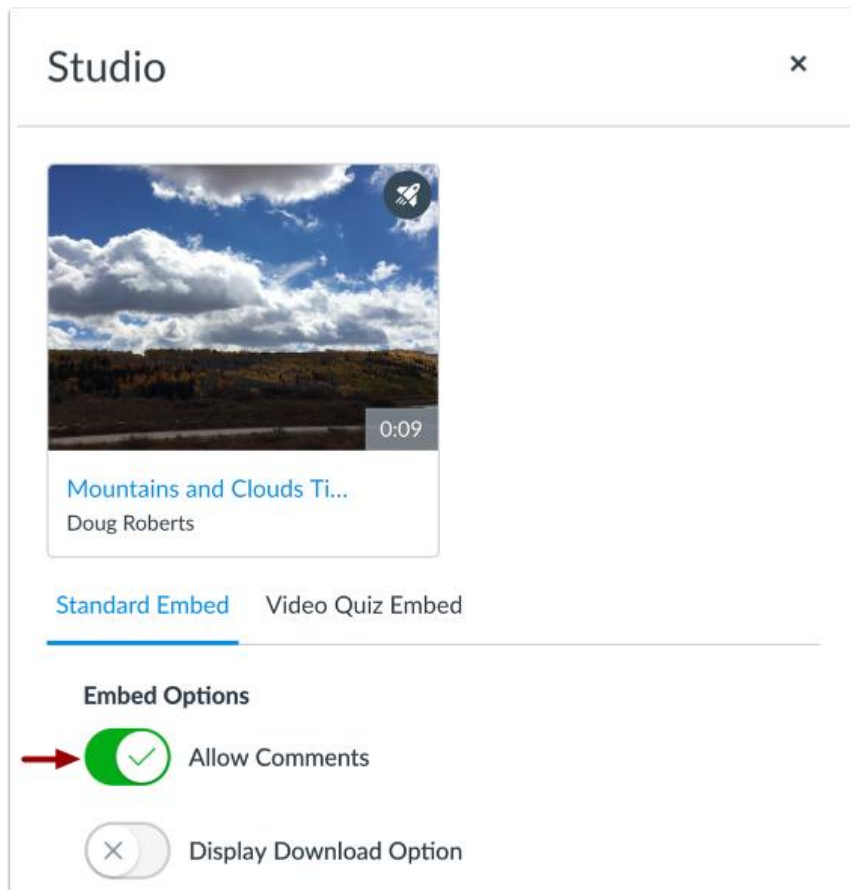 Studio
0:09
Mountains and Clouds Ti...
Doug Roberts
Standard Embed Video Quiz Embed
Embed Options
Allow Comments
Display Download Option